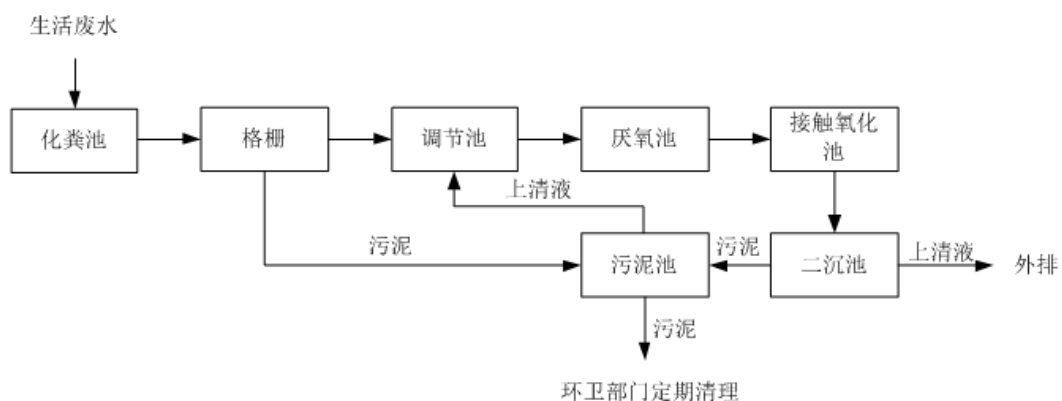 生活废水
化粪池
格栅
调节池
厌氧池
接触氧化
池
上清液
污泥
污泥池
污泥
二沉池
上清液
外排
污泥
环卫部门定期清理